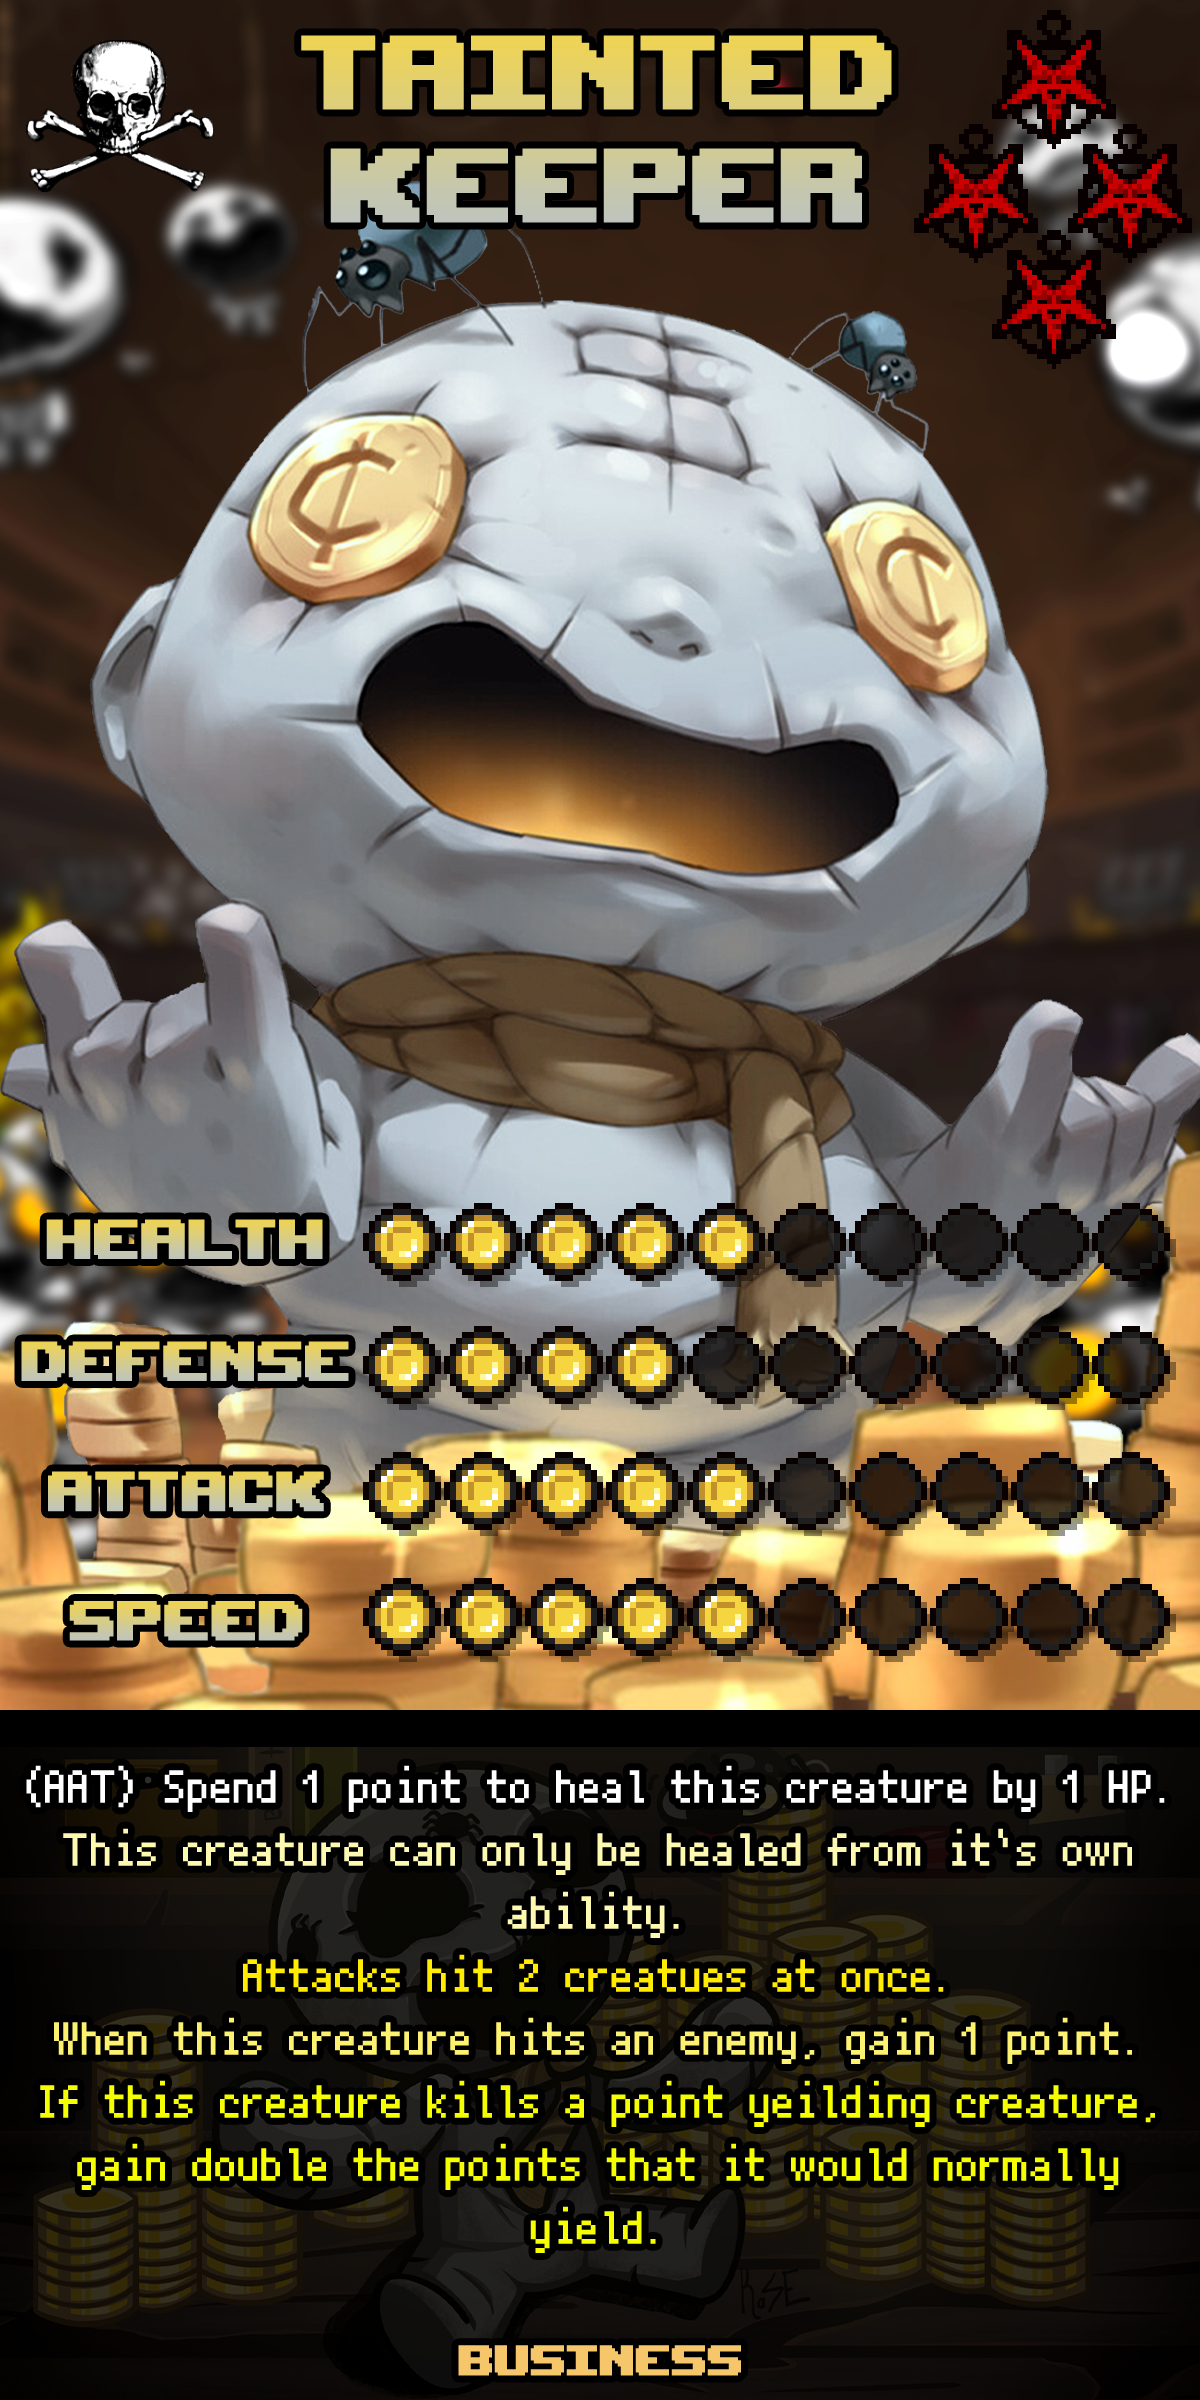 TAINTED
KEEPER
HEALTH
DEFENSE
ATTACK
SPEED
(AAT) Spend 1 point to heal this creature by 1 HP.
This creature can only be healed from it's own
ability.
Attacks hit 2 creatues at once.
When this creature hits an enemy, gain 1 point.
If this creature kills a point yeilding creature,
gain double the points that it would normally
yield.
ROSE
BUSINESS